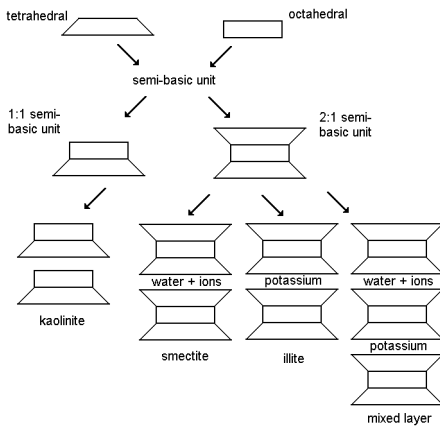 tetrahedral
octahedral
semi-basic unit
1:1 semi-
basic unit
2:1 semi-
basic unit
water + ions
potassium
water + ions
kaolinite
smectite
illite
potassium
mixed layer